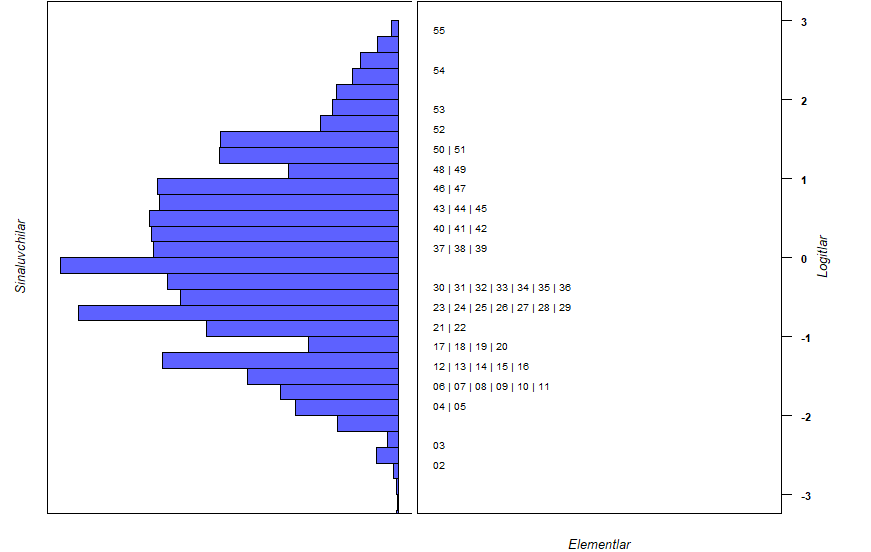 55
3
54
2
53
52
50 | 51
48 | 49
1
46 | 47
43 | 44 | 45
40 | 41 | 42
37 | 38 | 39
0
Sinaluvchilar
Logitlar
30 | 31 | 32 | 33 | 34 | 35 | 36
23 | 24 | 25 | 26 | 27 | 28 | 29
21 | 22
-1
17 | 18 | 19 | 20
12 | 13 | 14 | 15 | 16
06 | 07 | 08 | 09 | 10 | 11
04 | 05
-2
03
02
-3
Elementlar